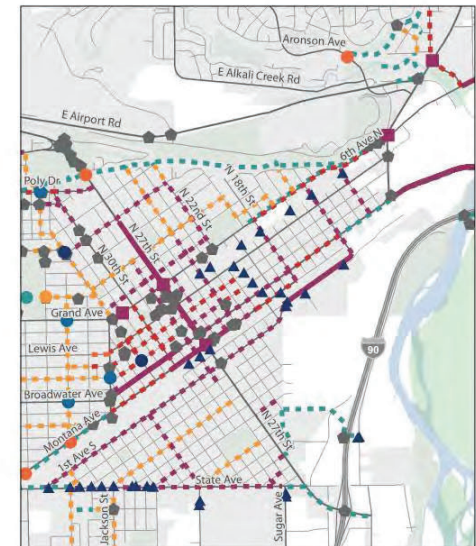 Aronson Ave
E Alkali Creek Rd
E Airport Rd
6th Ave N
Poly Dr
N 18th St
N 22nd St
N 27th St
N 30th St
Grand Ave
90
Lewis Ave
Broadwater Ave
Montana Ave
N 27th St
1st Ave S
State Ave
Jackson St
Sugar Ave